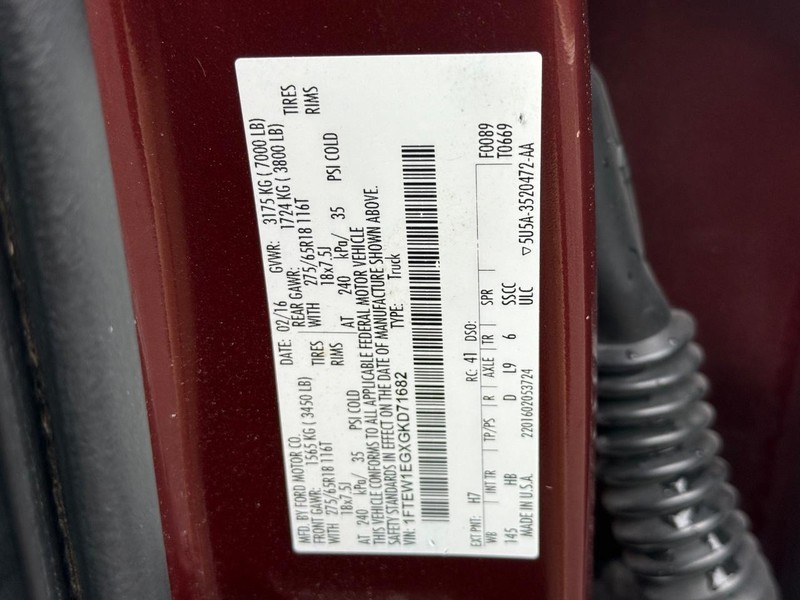 MFD. BY FORD MOTOR CO. DATE: 02/16 GVWR: 3175 KG ( 7000 LB)
FRONT GAWR: 1565 KG ( 3450 LB) REAR GAWR: 1724 KG ( 3800 LB)
WITH 275/65R18 116T TIRES WITH 275/65R18 116T TIRES
18x7.5J RIMS 18x7.5J RIMS
AT 240 kPa/ 35 PSI COLD AT 240 kPa/ 35 PSI COLD
THIS VEHICLE CONFORMS TO ALL APPLICABLE FEDERAL MOTOR VEHICLE
SAFETY STANDARDS IN EFFECT ON THE DATE OF MANUFACTURE SHOWN ABOVE.
VIN: 1FTEW1EGXGKD71682 TYPE: Truck
EXT PNT: H7 RC: 41 DSO: F0089
WB INT TR TP/PS R AXLE TR SPR T0669
145 HB D L9 6 SSCC
MADE IN U.S.A. 2201602053724 ULC ▽5U5A-3520472-AA